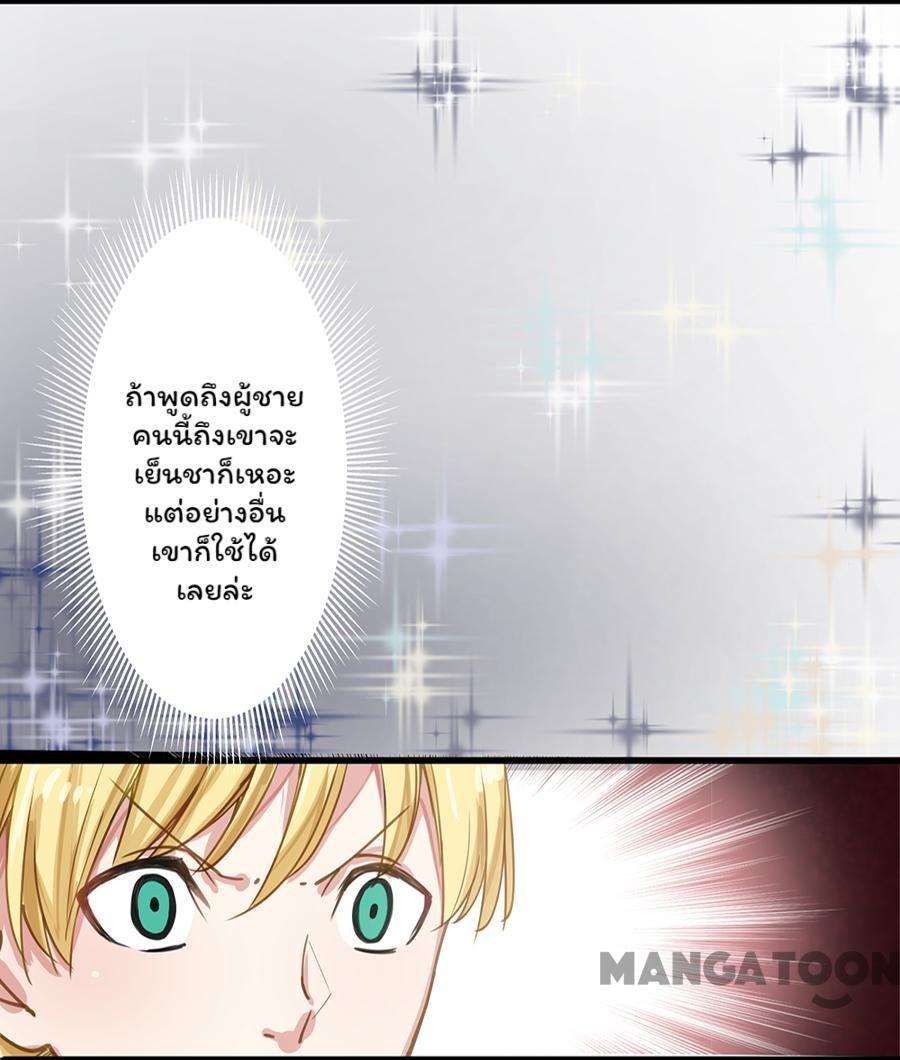 ถ้าพูดถึงผู้ชาย
คนนี้ถึงเขาจะ
เย็นชาก็เหอะ
แต่อย่างอื่น
เขาก็ใช้ได้
เลยล่ะ
MANGATOON